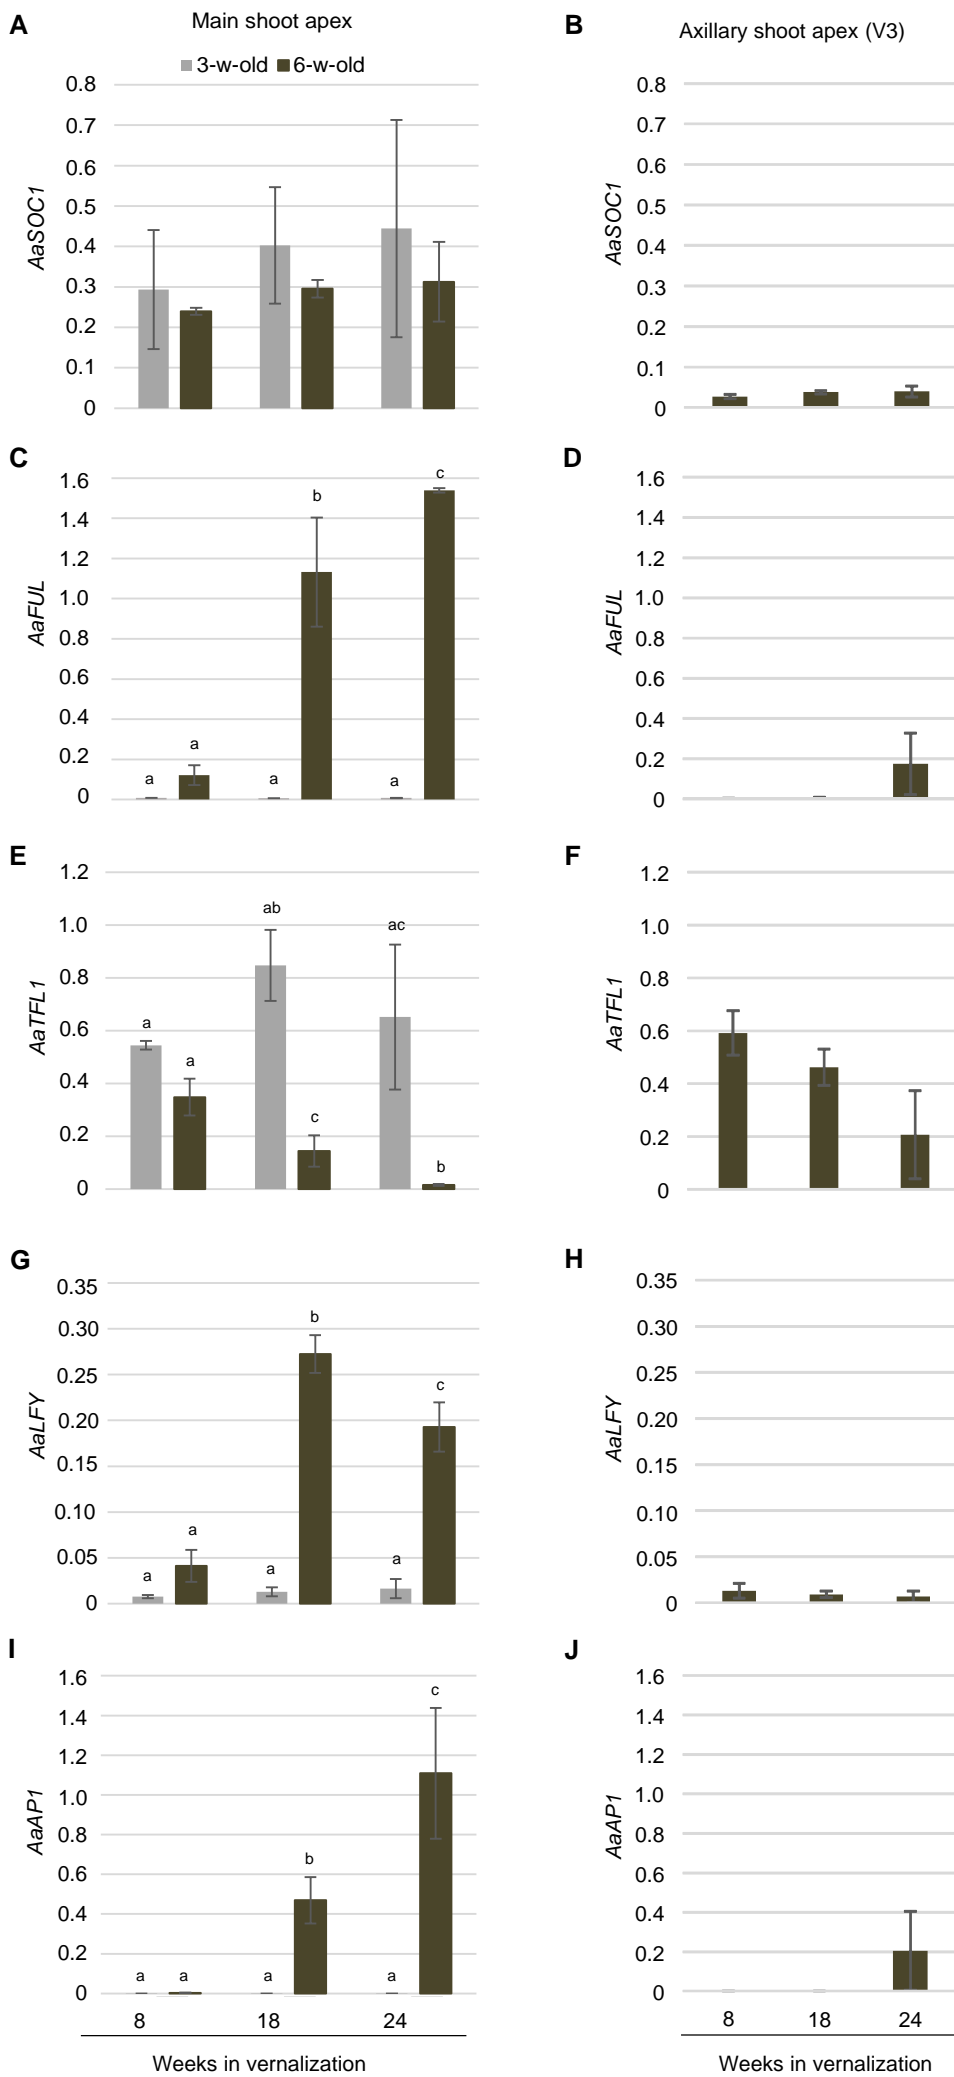 A
Main shoot apex
3-w-old 6-w-old
AaSOC1
0.8
0.7
0.6
0.5
0.4
0.3
0.2
0.1
0
B
Axillary shoot apex (V3)
AaSOC1
0.8
0.7
0.6
0.5
0.4
0.3
0.2
0.1
0
C
AaFUL
1.6
1.4
1.2
1.0
0.8
0.6
0.4
0.2
0
a a a b a c
D
AaFUL
1.6
1.4
1.2
1.0
0.8
0.6
0.4
0.2
0
E
AaTFL1
1.2
1.0
0.8
0.6
0.4
0.2
0
a a ab c ac b
F
AaTFL1
1.2
1.0
0.8
0.6
0.4
0.2
0
G
AaLFY
0.35
0.30
0.25
0.20
0.15
0.10
0.05
0
a a a b a c
H
AaLFY
0.35
0.30
0.25
0.20
0.15
0.10
0.05
0
I
AaAP1
1.6
1.4
1.2
1.0
0.8
0.6
0.4
0.2
0
a a a b a c
8 18 24
Weeks in vernalization
J
AaAP1
1.6
1.4
1.2
1.0
0.8
0.6
0.4
0.2
0
8 18 24
Weeks in vernalization